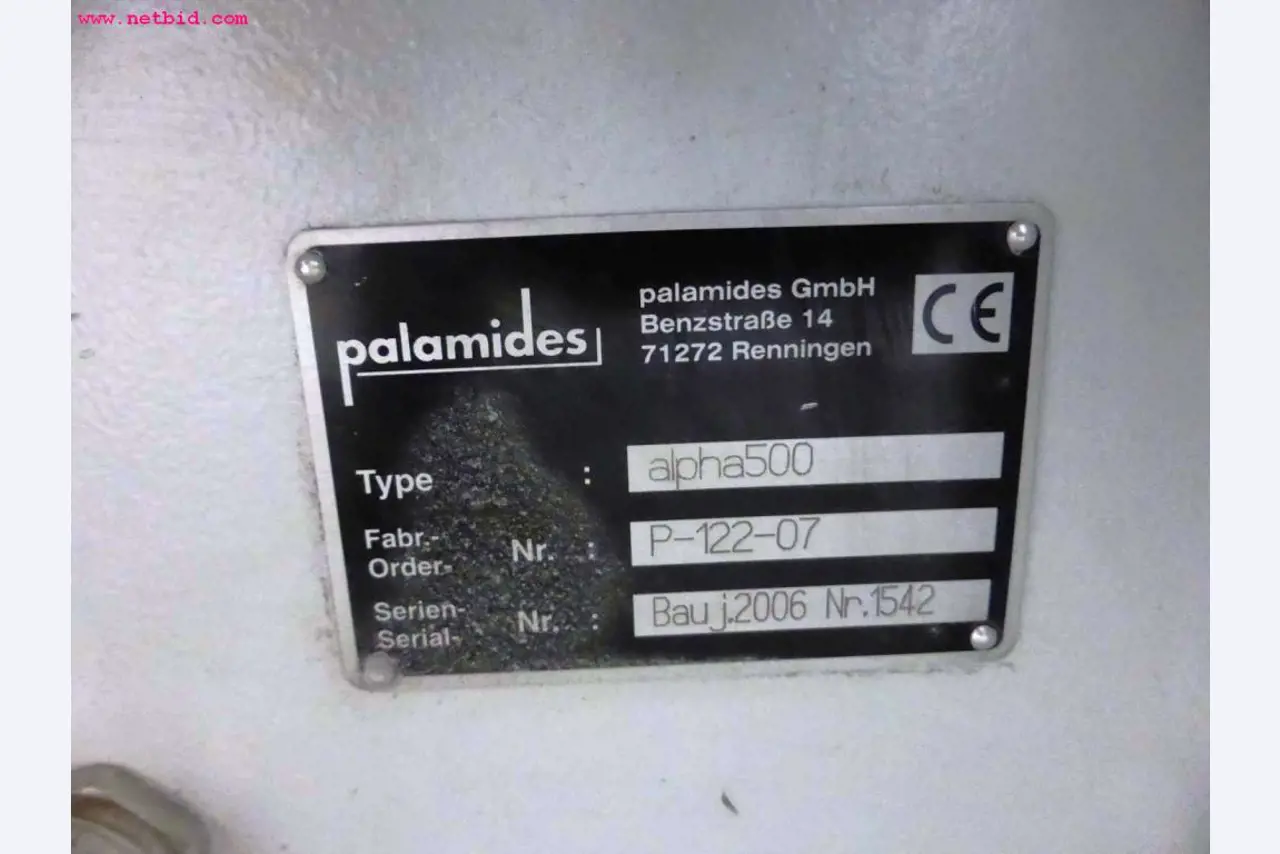 www.netbid.com
palamides
palamides GmbH
Benzstraße 14
71272 Renningen
CE
Type : alpha500
Fabr.-
Order- Nr. : P-122-07
Serien-
Serial- Nr. : Bauj.2006 Nr.1542